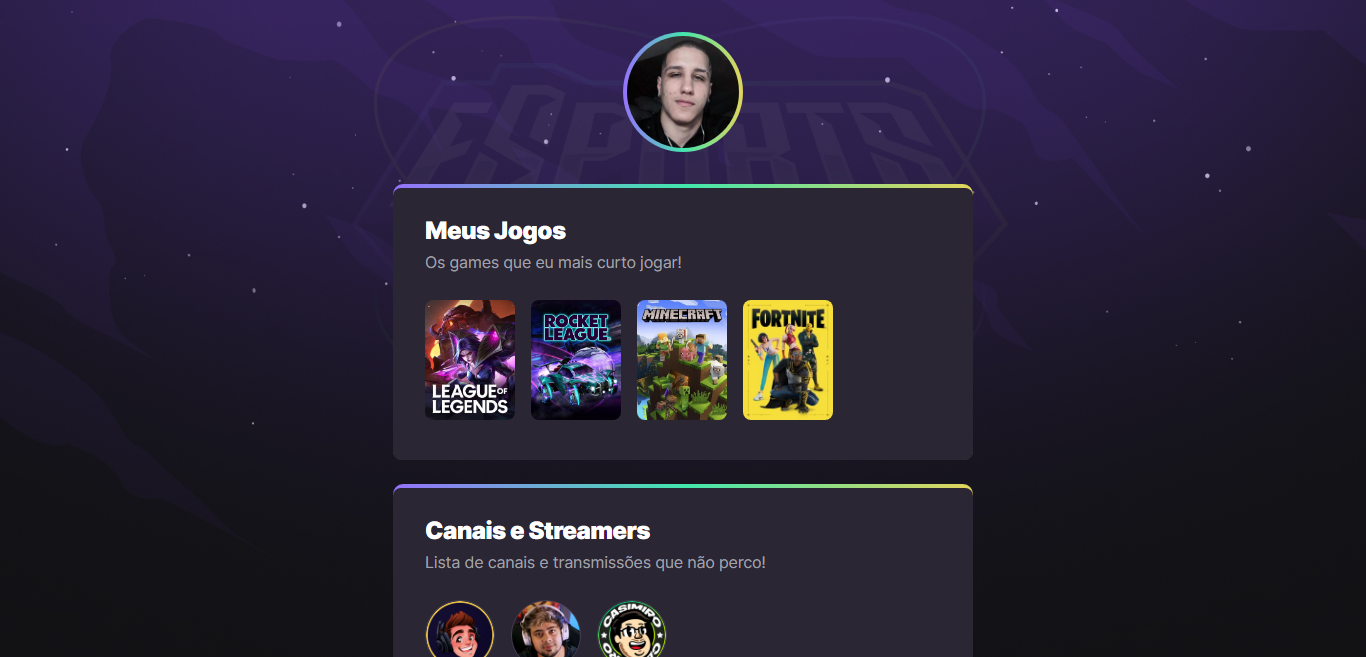 ESPORTS
Meus Jogos
Os games que eu mais curto jogar!
LEAGUE OF
LEGENDS
ROCKET
LEAGUE
MINECRAFT
FORTNITE
Canais e Streamers
Lista de canais e transmissões que não perco!
CASIMIRO